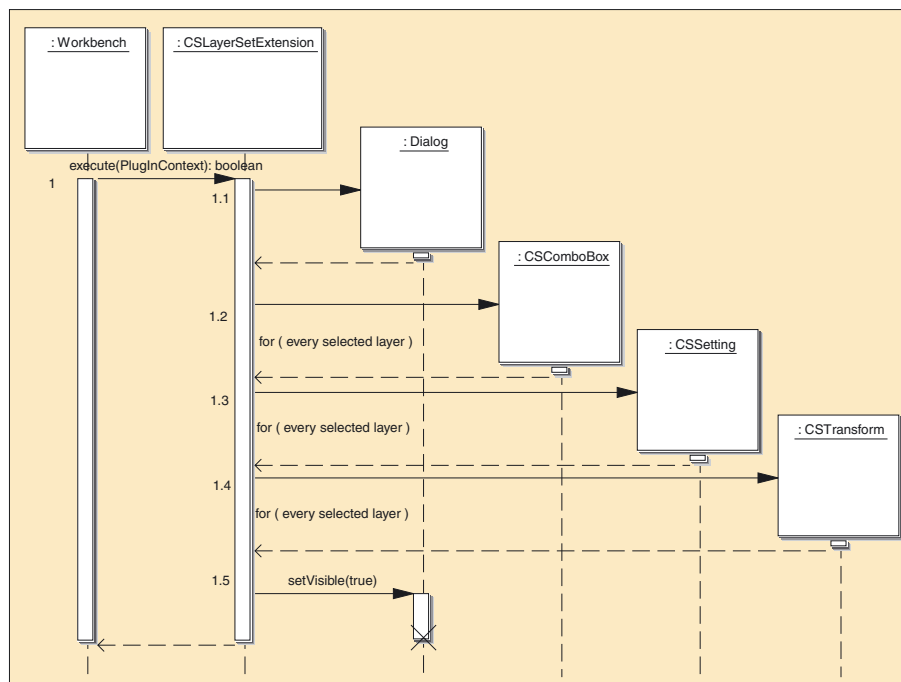 : Workbench
: CSLayerSetExtension
: Dialog
execute(PlugInContext): boolean
1
1.1
: CSComboBox
1.2
for ( every selected layer )
: CSSetting
1.3
for ( every selected layer )
: CSTransform
1.4
for ( every selected layer )
1.5
setVisible(true)